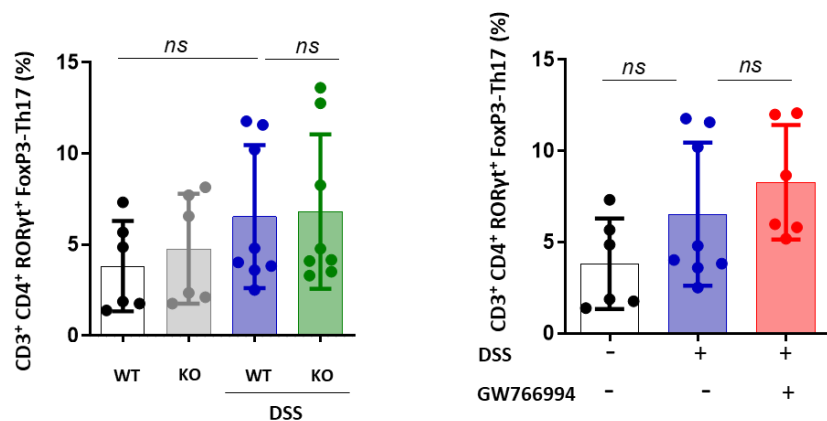 CD3⁺ CD4⁺ RORγt⁺ FoxP3-Th17 (%)
15
10
5
0
ns
ns
WT
KO
WT
KO
DSS
CD3⁺ CD4⁺ RORγt⁺ FoxP3-Th17 (%)
15
10
5
0
ns
ns
DSS - + +
GW766994 - - +